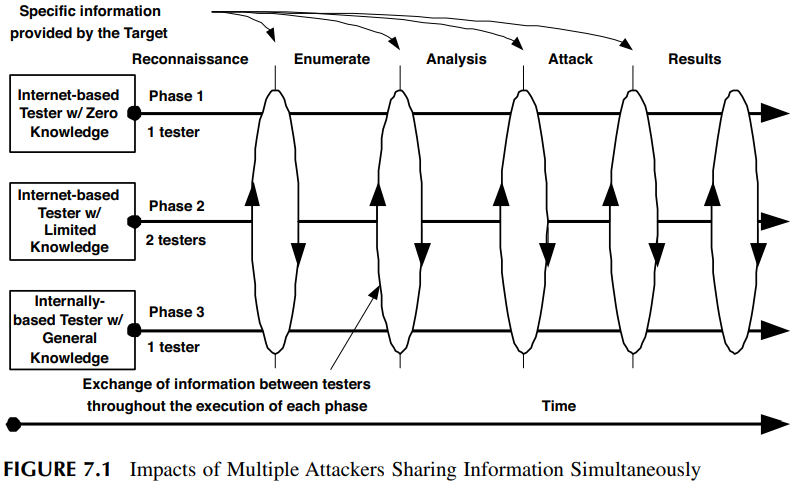 Specific information
provided by the Target
Reconnaissance Enumerate Analysis Attack Results
Internet-based
Tester w/ Zero
Knowledge
Phase 1
1 tester
Internet-based
Tester w/
Limited
Knowledge
Phase 2
2 testers
Internally-
based Tester w/
General
Knowledge
Phase 3
1 tester
Exchange of information between testers
throughout the execution of each phase
Time
FIGURE 7.1 Impacts of Multiple Attackers Sharing Information Simultaneously